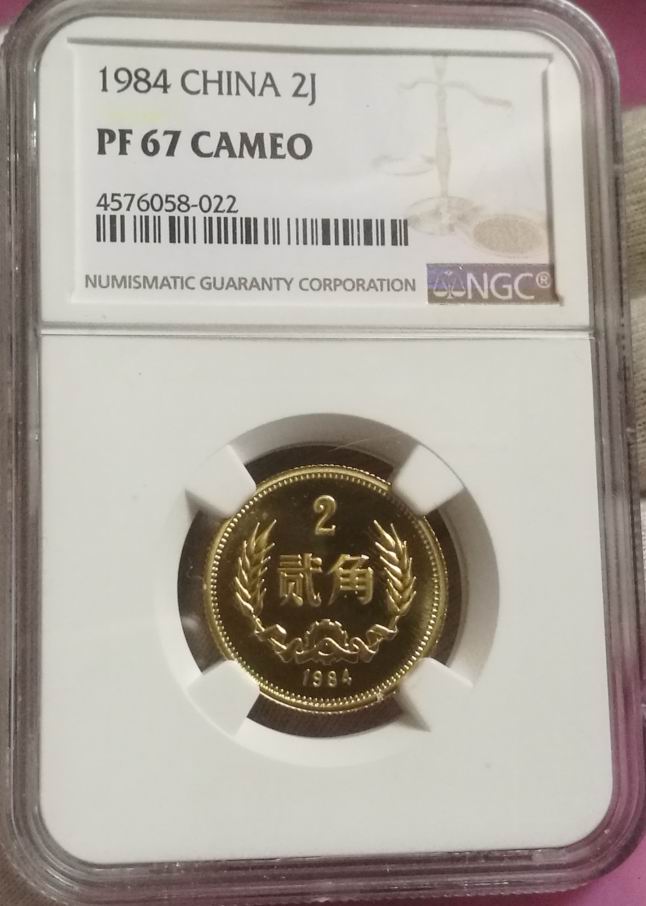 1984 CHINA 2J
PF 67 CAMEO
4576058-022
NUMISMATIC GUARANTY CORPORATION
NGC®
2
贰角
1984